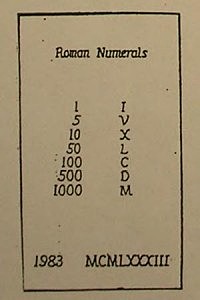 Roman Numerals
1 I
5 V
10 X
50 L
100 C
500 D
1000 M
1983 MCMLXXXIII